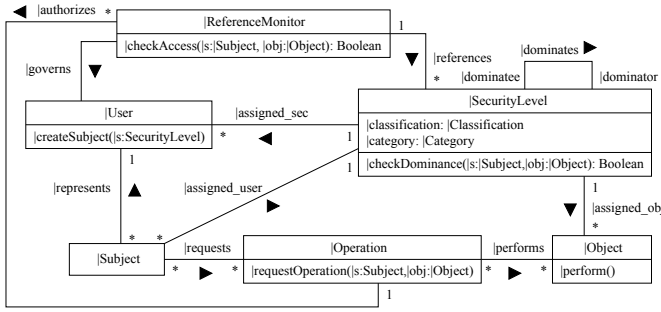 |authorizes *
|ReferenceMonitor
|checkAccess(|s:|Subject, |obj:|Object): Boolean
1
|references
*
|governs
|dominates
|dominatee
|dominator
|User
|createSubject(|s:|SecurityLevel)
|assigned_sec
*
1
|SecurityLevel
|classification: |Classification
|category: |Category
|checkDominance(|s:|Subject,|obj:|Object): Boolean
1
|represents
*
|assigned_user
1
*
1
|assigned_obj
*
|Subject
|requests
*
*
|Operation
|requestOperation(|s:Subject,|obj:|Object)
1
|performs
*
*
|Object
|perform()